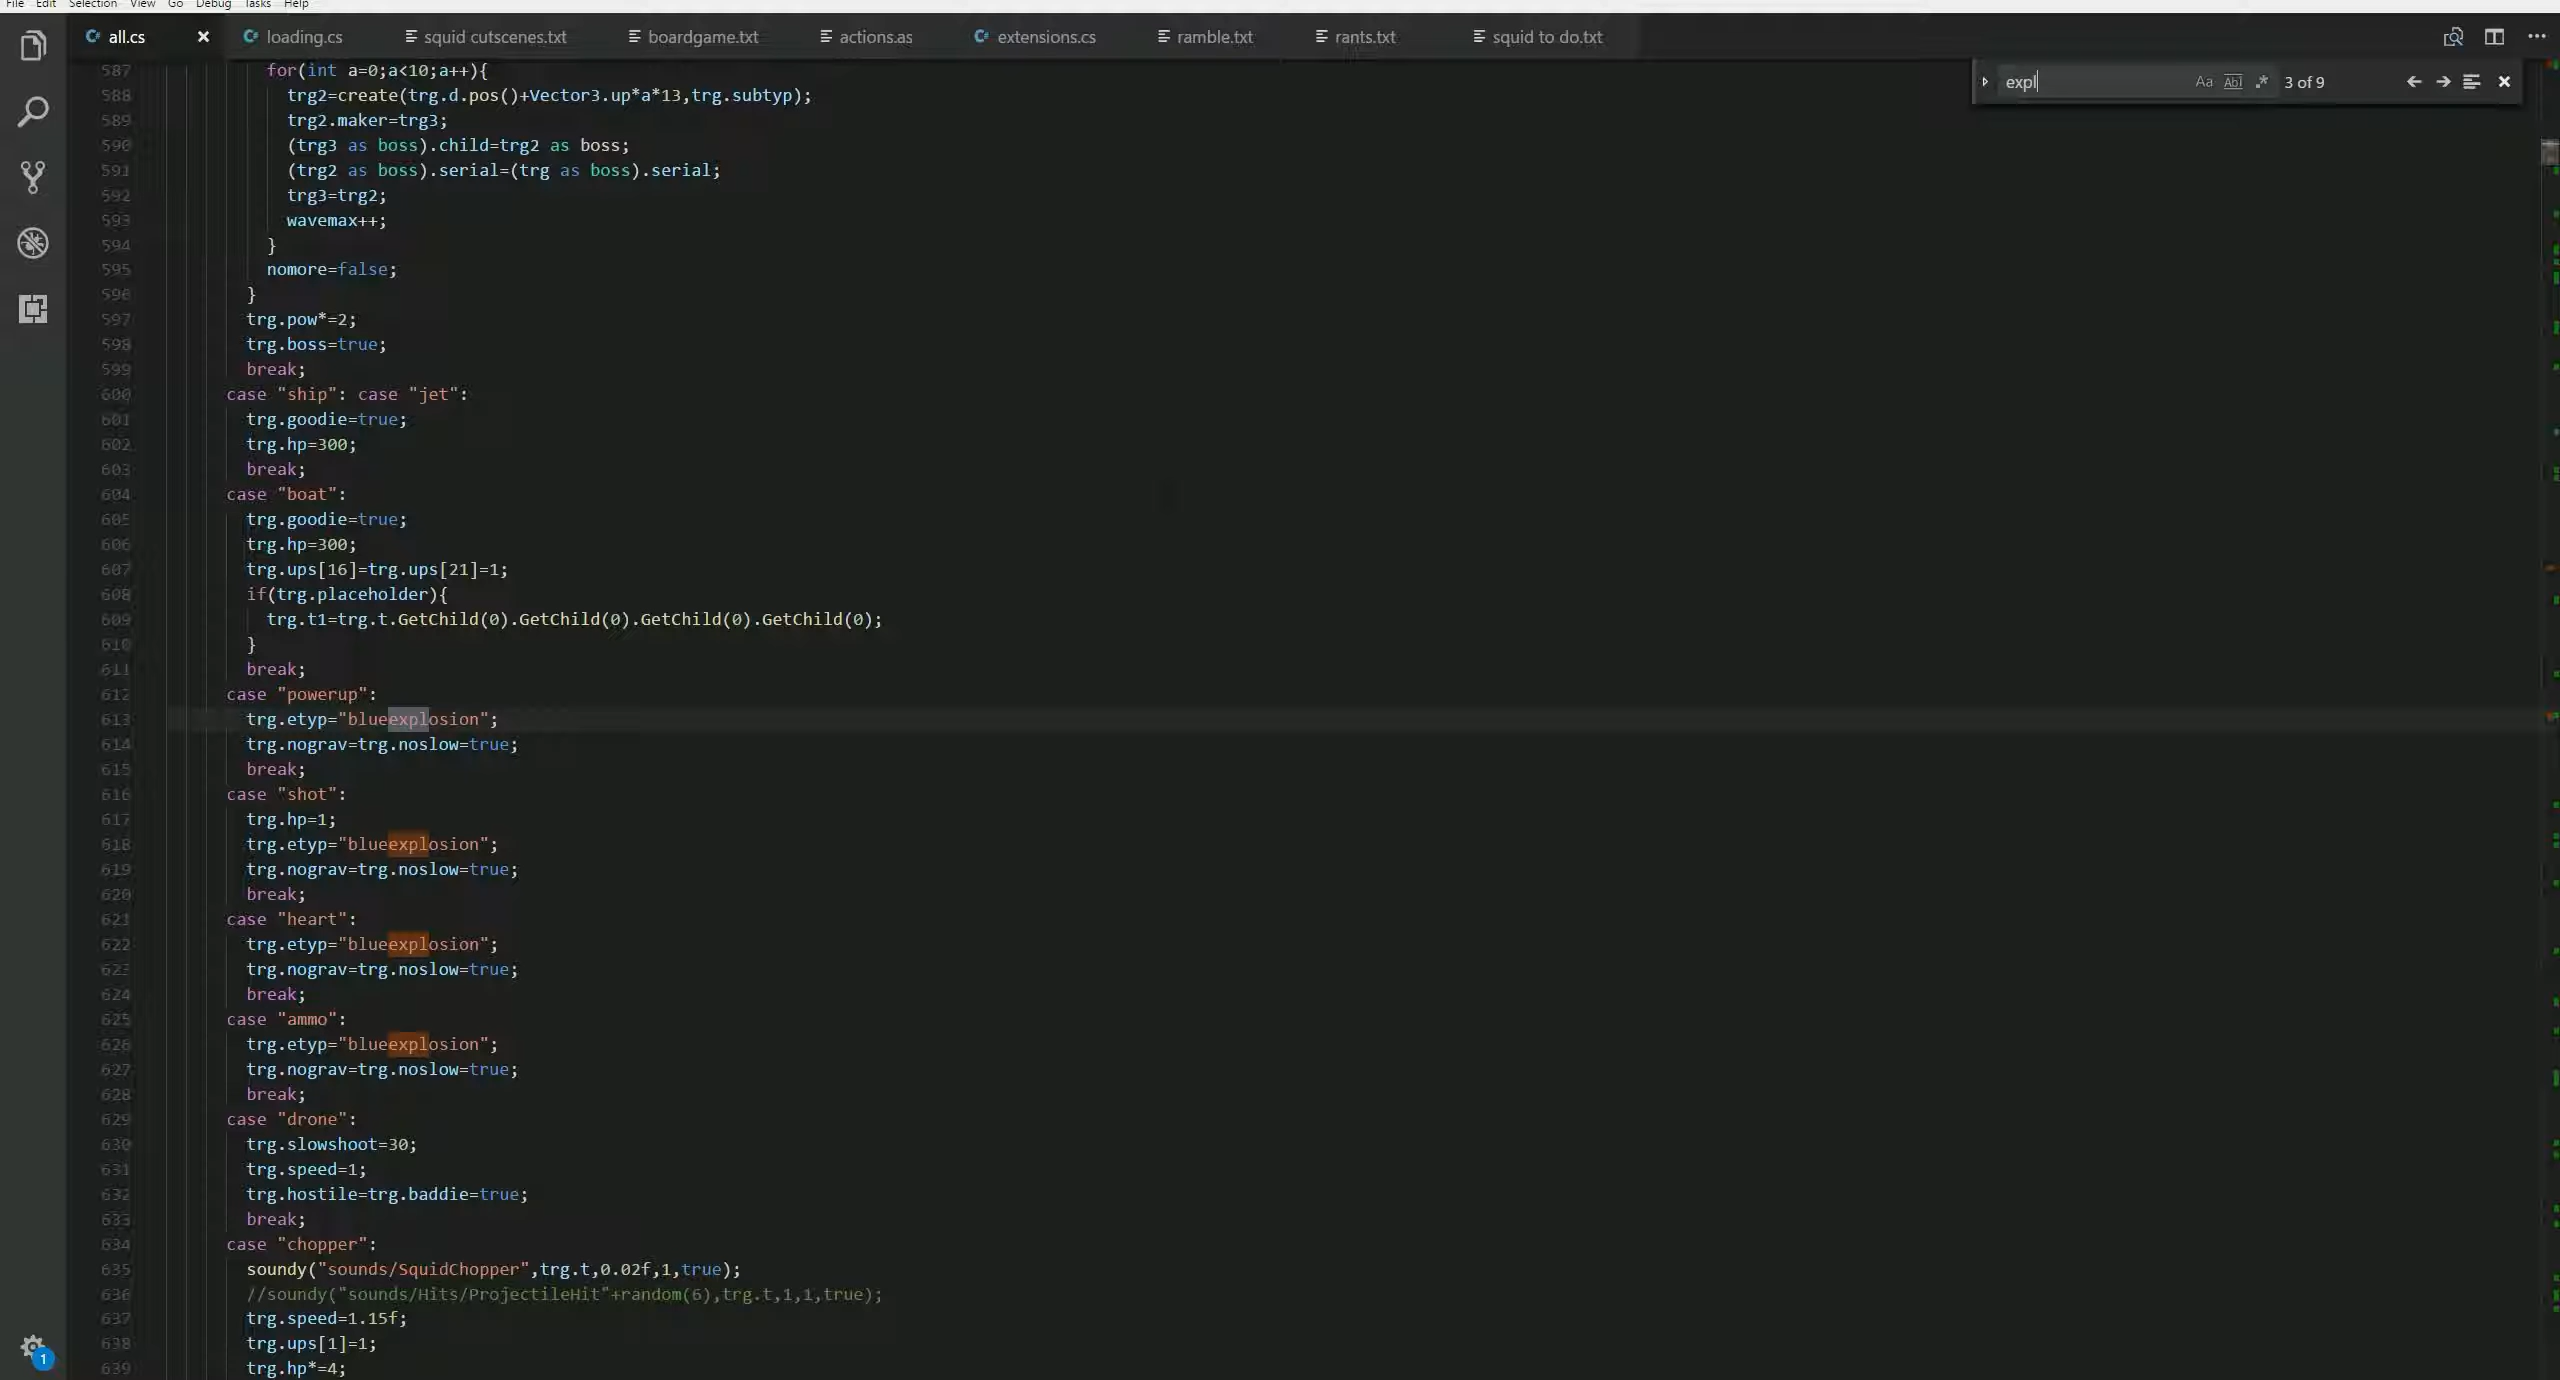 File Edit Selection View Go Debug Tasks Help
all.cs loading.cs squid cutscenes.txt boardgame.txt actions.as extensions.cs ramble.txt rants.txt squid to do.txt
expl Aa Abl .* 3 of 9
587 for(int a=0;a<10;a++){
588 trg2=create(trg.d.pos()+Vector3.up*a*13,trg.subtyp);
589 trg2.maker=trg3;
590 (trg3 as boss).child=trg2 as boss;
591 (trg2 as boss).serial=(trg as boss).serial;
592 trg3=trg2;
593 wavemax++;
594 }
595 nomore=false;
596 }
597 trg.pow*=2;
598 trg.boss=true;
599 break;
600 case "ship": case "jet":
601 trg.goodie=true;
602 trg.hp=300;
603 break;
604 case "boat":
605 trg.goodie=true;
606 trg.hp=300;
607 trg.ups[16]=trg.ups[21]=1;
608 if(trg.placeholder){
609 trg.t1=trg.t.GetChild(0).GetChild(0).GetChild(0).GetChild(0);
610 }
611 break;
612 case "powerup":
613 trg.etyp="blueexplosion";
614 trg.nograv=trg.noslow=true;
615 break;
616 case "shot":
617 trg.hp=1;
618 trg.etyp="blueexplosion";
619 trg.nograv=trg.noslow=true;
620 break;
621 case "heart":
622 trg.etyp="blueexplosion";
623 trg.nograv=trg.noslow=true;
624 break;
625 case "ammo":
626 trg.etyp="blueexplosion";
627 trg.nograv=trg.noslow=true;
628 break;
629 case "drone":
630 trg.slowshoot=30;
631 trg.speed=1;
632 trg.hostile=trg.baddie=true;
633 break;
634 case "chopper":
635 soundy("sounds/SquidChopper",trg.t,0.02f,1,true);
636 //soundy("sounds/Hits/ProjectileHit"+random(6),trg.t,1,1,true);
637 trg.speed=1.15f;
638 trg.ups[1]=1;
639 trg.hp*=4;
1